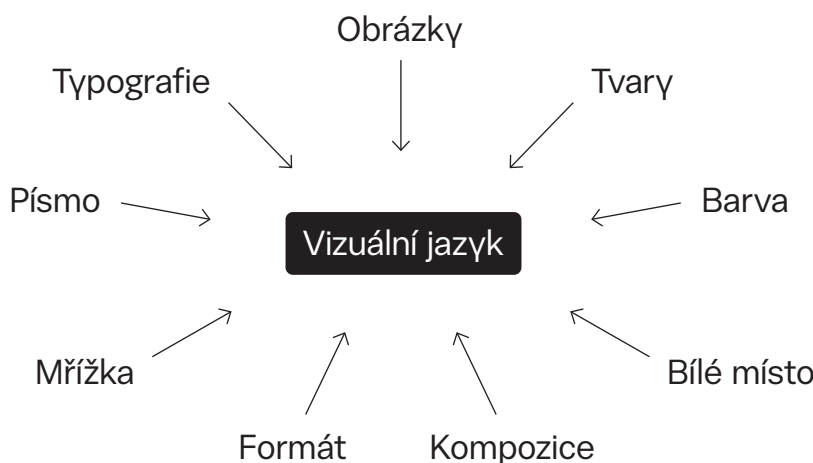 Obrázky
Typografie
Tvary
Písmo
Barva
Vizuální jazyk
Mřížka
Bílé místo
Formát
Kompozice